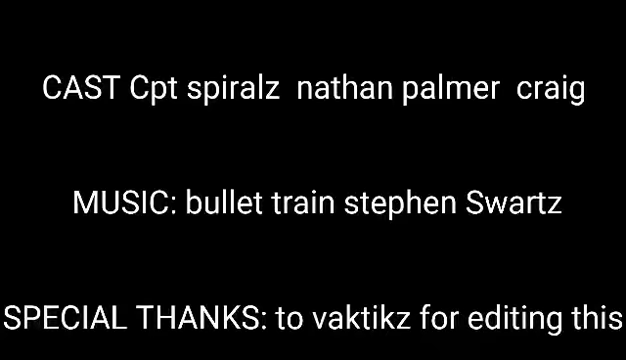 CAST Cpt spiralz nathan palmer craig
MUSIC: bullet train stephen Swartz
SPECIAL THANKS: to vaktikz for editing this